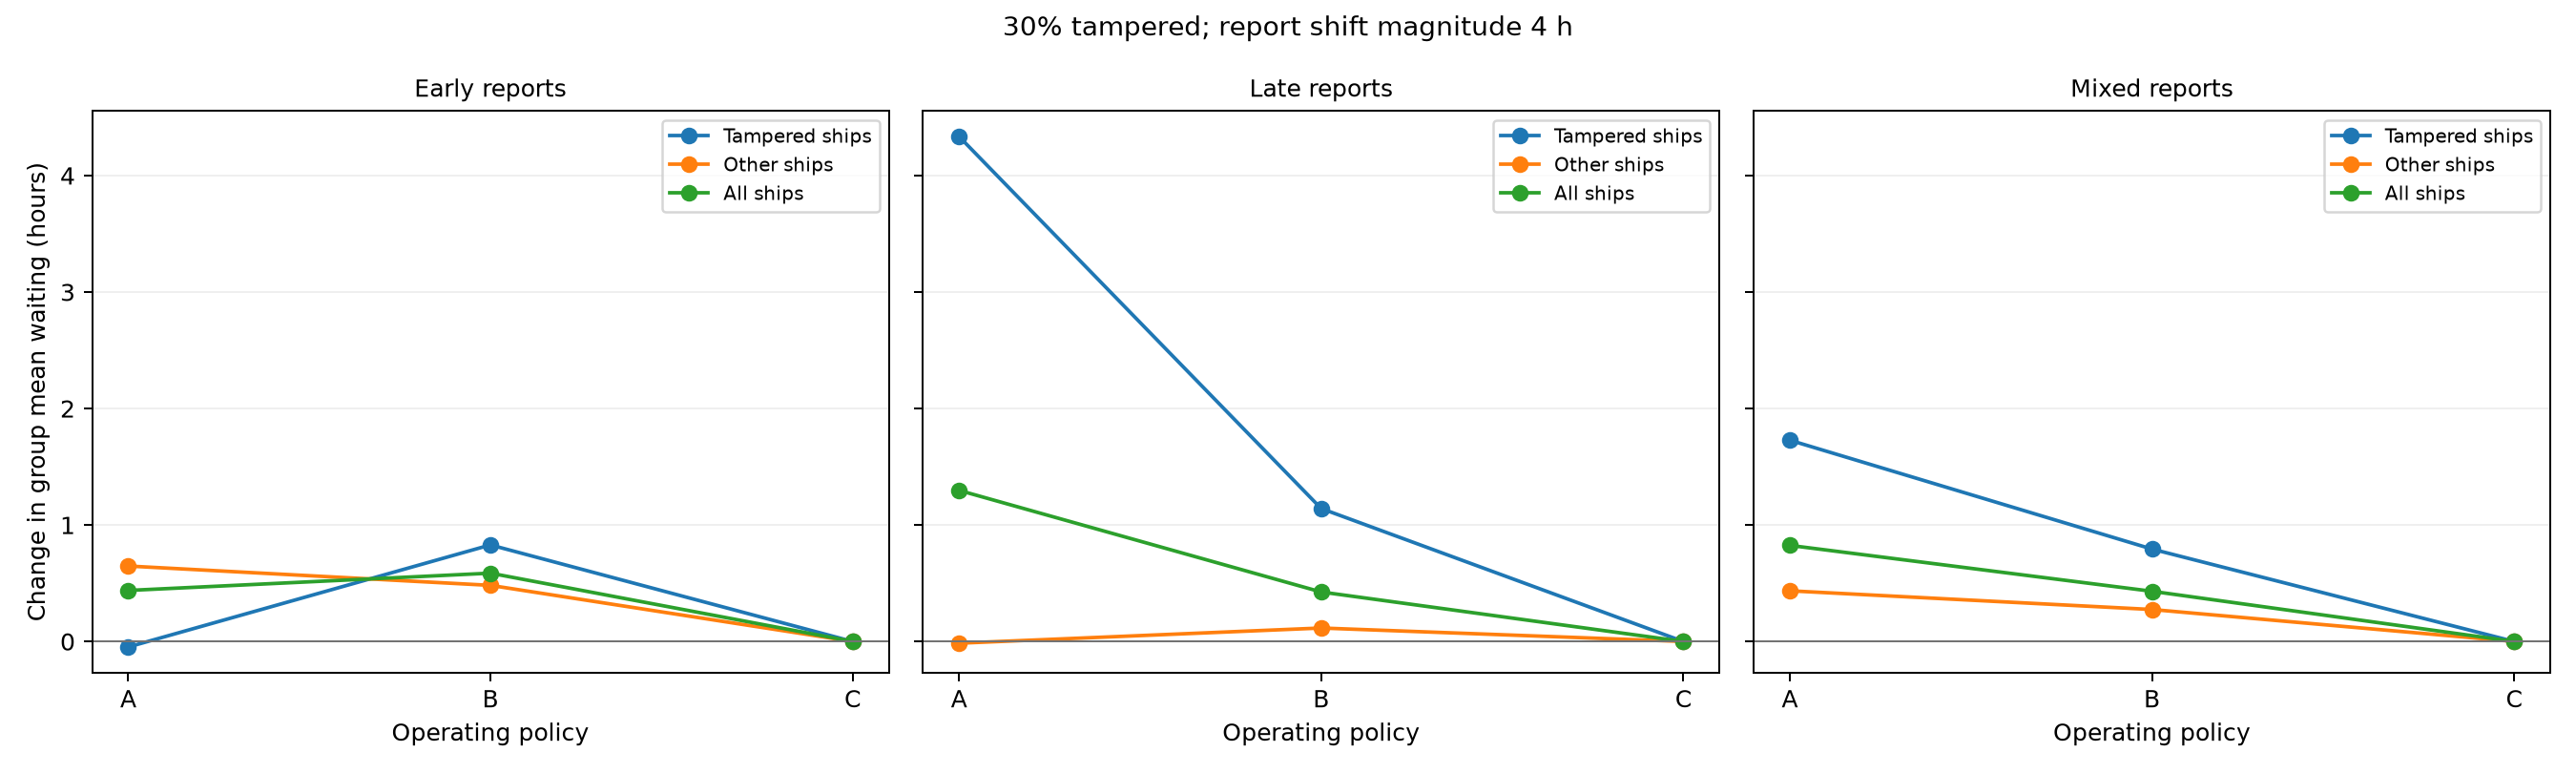 30% tampered; report shift magnitude 4 h
Early reports
Late reports
Mixed reports
Change in group mean waiting (hours)
4
3
2
1
0
Tampered ships
Other ships
All ships
Tampered ships
Other ships
All ships
Tampered ships
Other ships
All ships
A B C
A B C
A B C
Operating policy
Operating policy
Operating policy